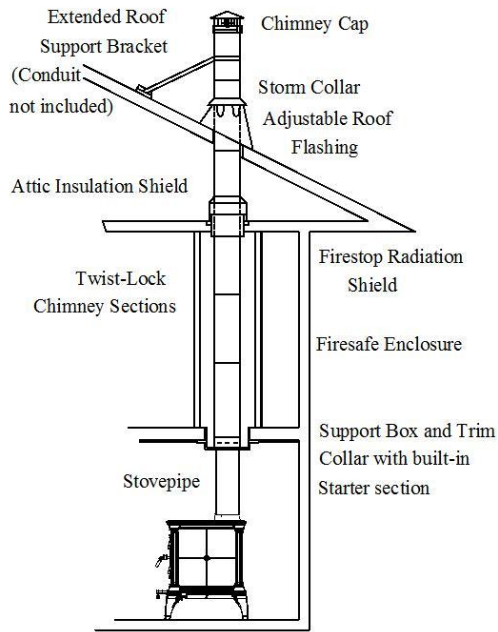 Extended Roof
Support Bracket
(Conduit
not included)
Chimney Cap
Storm Collar
Adjustable Roof
Flashing
Attic Insulation Shield
Twist-Lock
Chimney Sections
Firestop Radiation
Shield
Firesafe Enclosure
Support Box and Trim
Collar with built-in
Starter section
Stovepipe